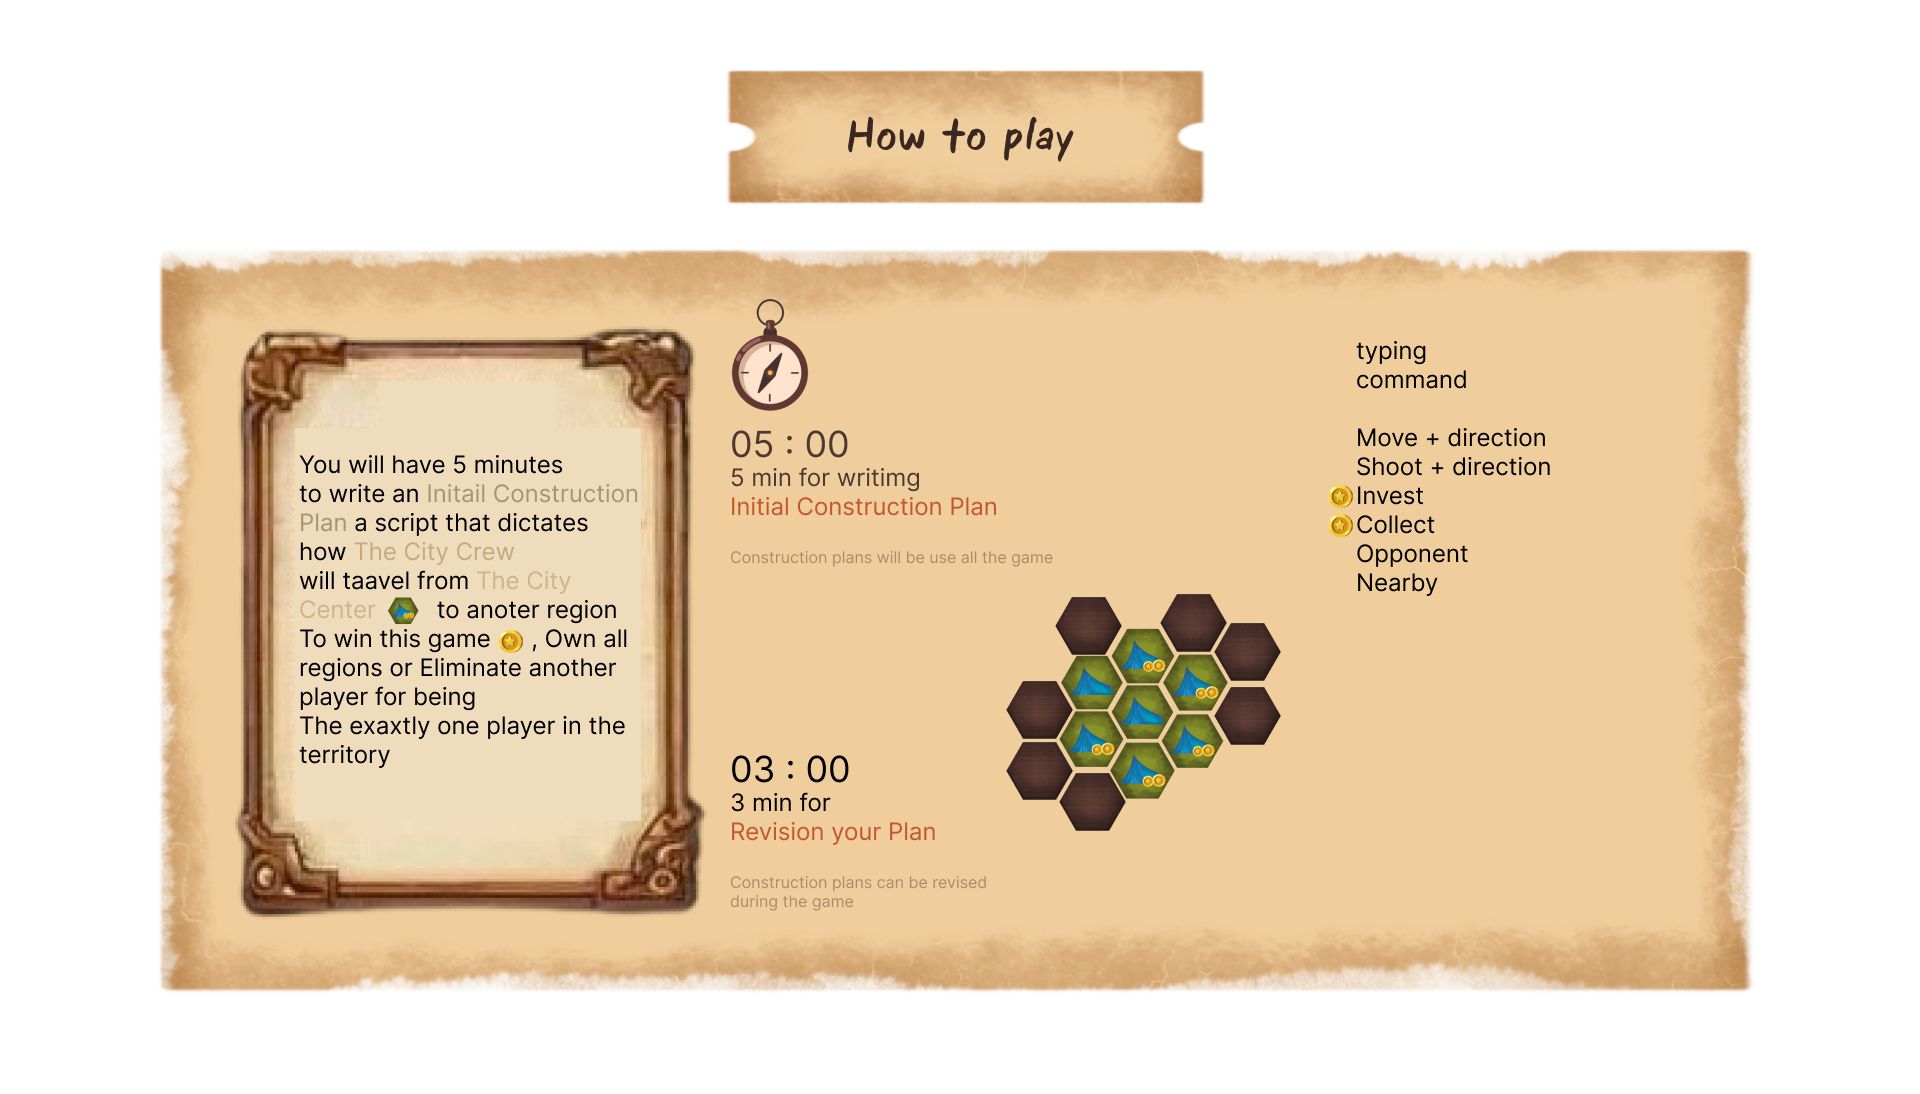 How to play
You will have 5 minutes
to write an Initail Construction
Plan a script that dictates
how The City Crew
will taavel from The City
Center to anoter region
To win this game , Own all
regions or Eliminate another
player for being
The exaxtly one player in the
territory
05 : 00
5 min for writimg
Initial Construction Plan
Construction plans will be use all the game
03 : 00
3 min for
Revision your Plan
Construction plans can be revised
during the game
typing
command
Move + direction
Shoot + direction
Invest
Collect
Opponent
Nearby